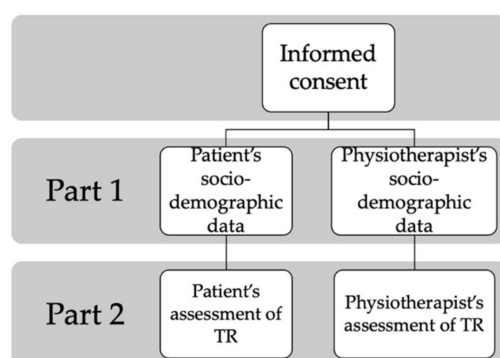 Informed
consent
Part 1
Patient's
socio-
demographic
data
Physiotherapist's
socio-
demographic
data
Part 2
Patient's
assessment of
TR
Physiotherapist's
assessment of TR